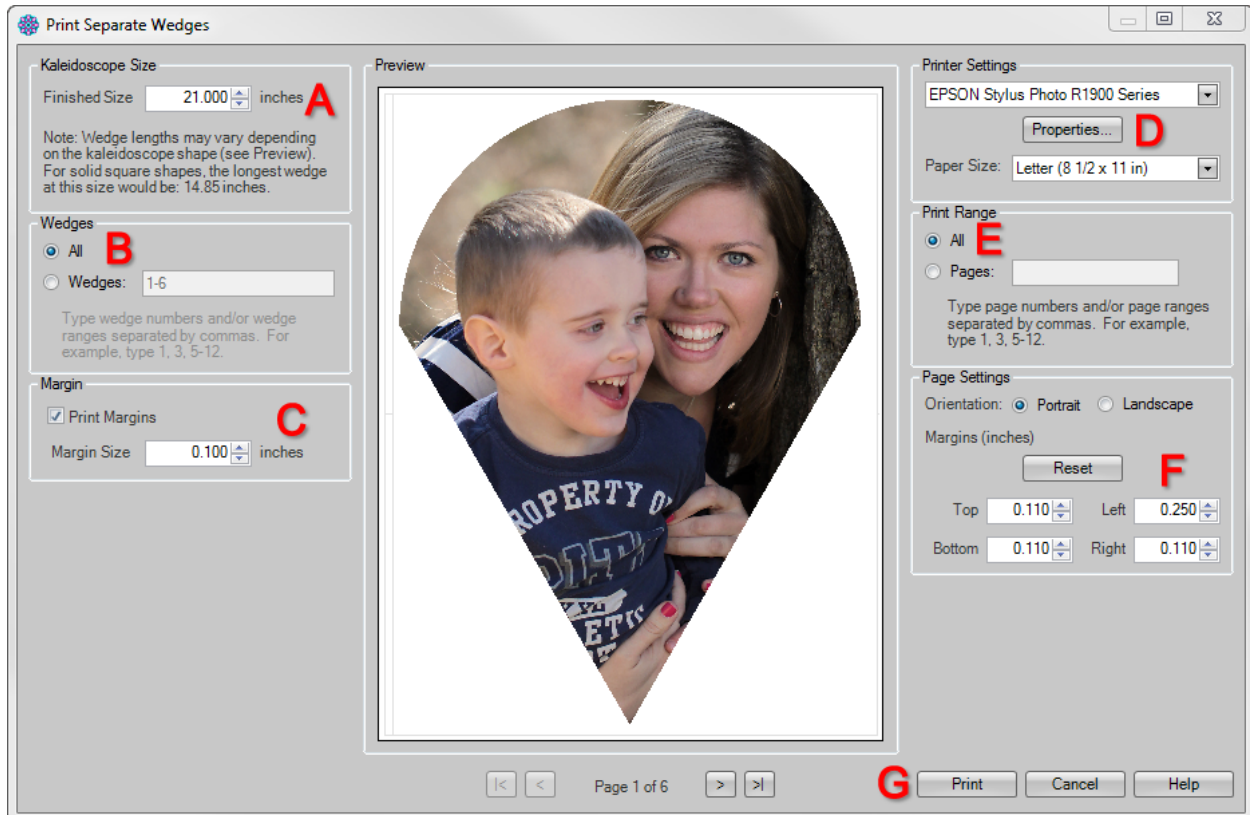 Print Separate Wedges
Kaleidoscope Size
Finished Size 21.000 inches A
Note: Wedge lengths may vary depending
on the kaleidoscope shape (see Preview).
For solid square shapes, the longest wedge
at this size would be: 14.85 inches.
Wedges
All B
Wedges: 1-6
Type wedge numbers and/or wedge
ranges separated by commas. For
example, type 1, 3, 5-12.
Margin
Print Margins C
Margin Size 0.100 inches
Preview
PROPERTY O
PIT
ETIC
|< < Page 1 of 6 > >|
Printer Settings
EPSON Stylus Photo R1900 Series
Properties... D
Paper Size: Letter (8 1/2 x 11 in)
Print Range
All E
Pages:
Type page numbers and/or page ranges
separated by commas. For example,
type 1, 3, 5-12.
Page Settings
Orientation: Portrait Landscape
Margins (inches)
Reset F
Top 0.110 Left 0.250
Bottom 0.110 Right 0.110
G Print Cancel Help